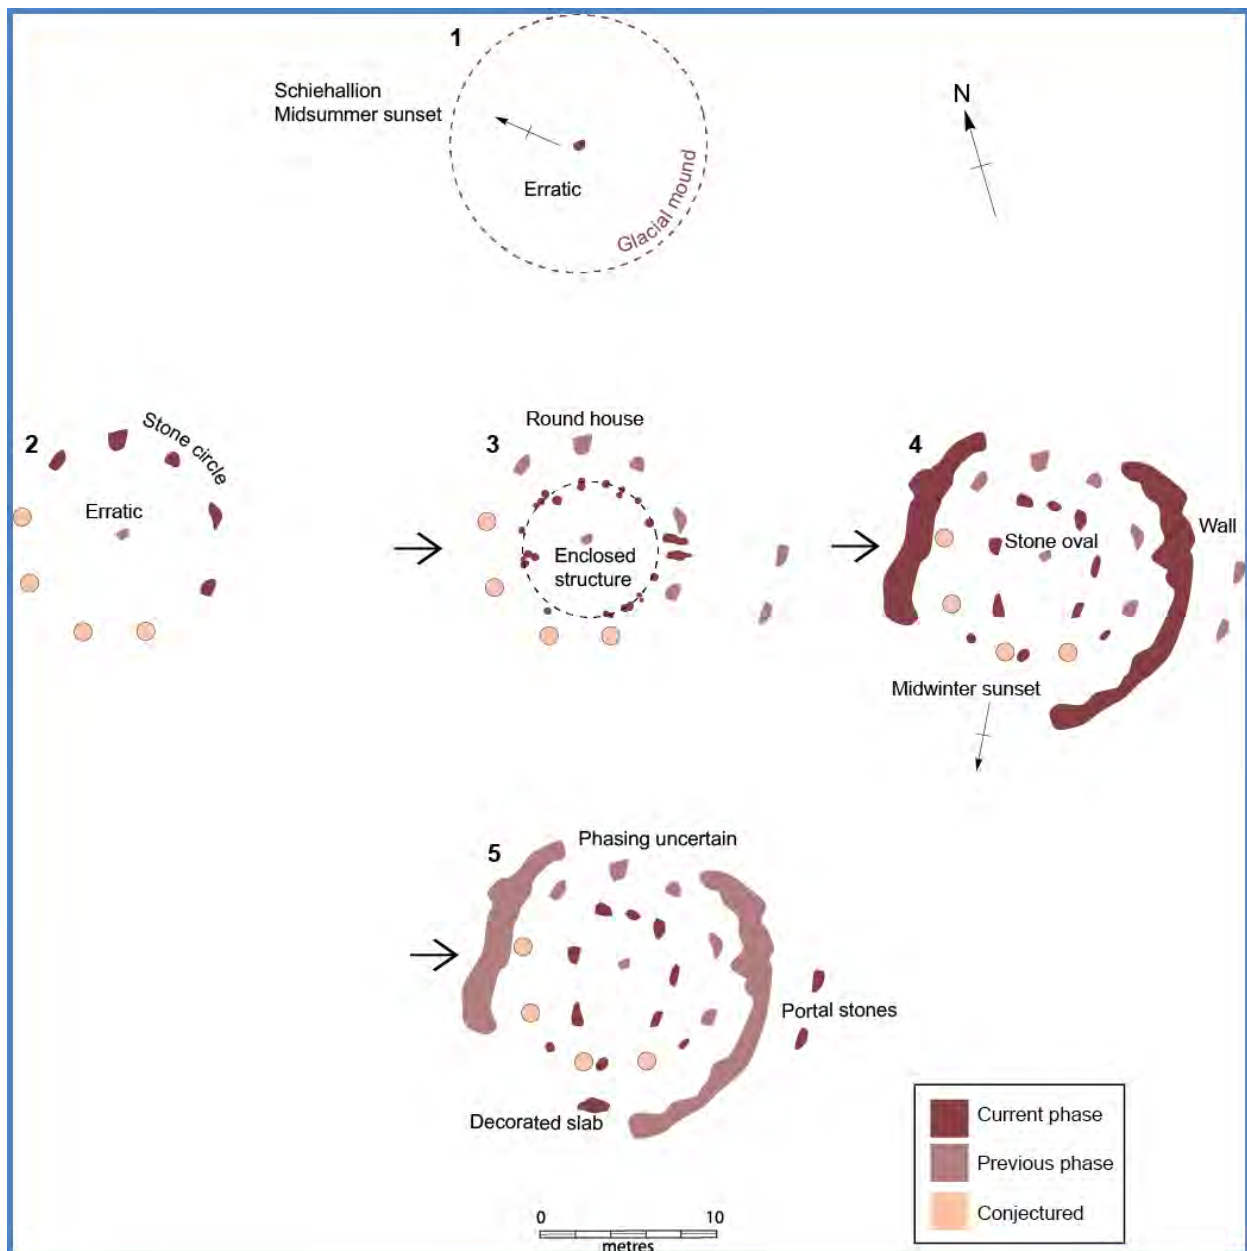 1
Schiehallion
Midsummer sunset
N
Erratic
Glacial mound
2
Stone circle
Erratic
3
Round house
Enclosed
structure
4
Stone oval
Wall
Midwinter sunset
5
Phasing uncertain
Portal stones
Decorated slab
Current phase
Previous phase
Conjectured
0 10
metres